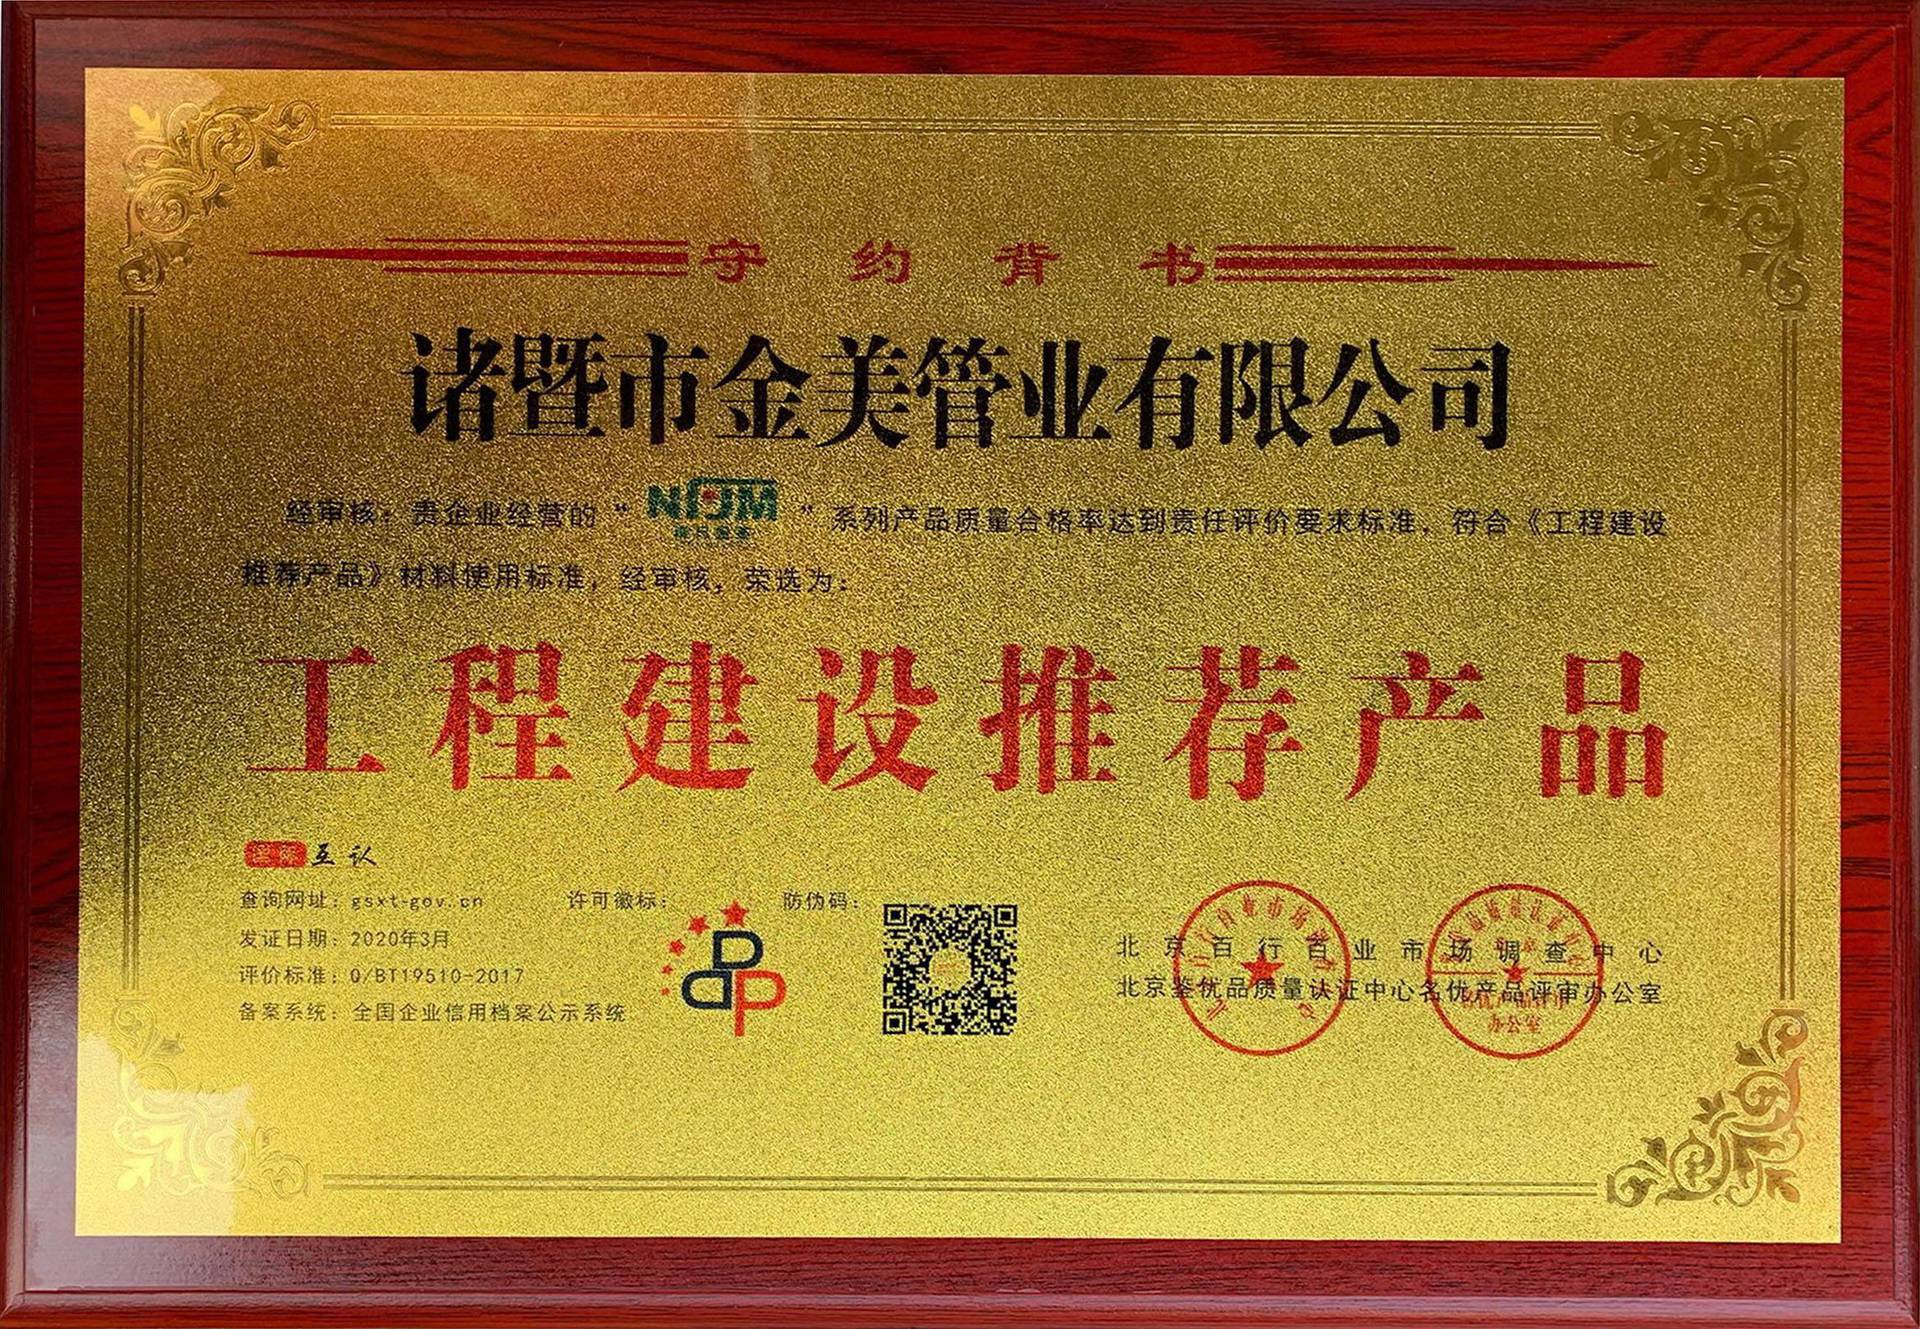 守约背书
诸暨市金美管业有限公司
经审核：贵企业经营的“NFJM”系列产品质量合格率达到责任评价要求标准，符合《工程建设
推荐产品》材料使用标准，经审核，荣选为：
工程建设推荐产品
国际互认
查询网址：gsxt-gov.cn
许可徽标：
防伪码：
发证日期：2020年3月
评价标准：Q/BT19510-2017
备案系统：全国企业信用档案公示系统
北京百行百业市场调查中心
北京鉴优品质量认证中心名优产品评审办公室
办公室